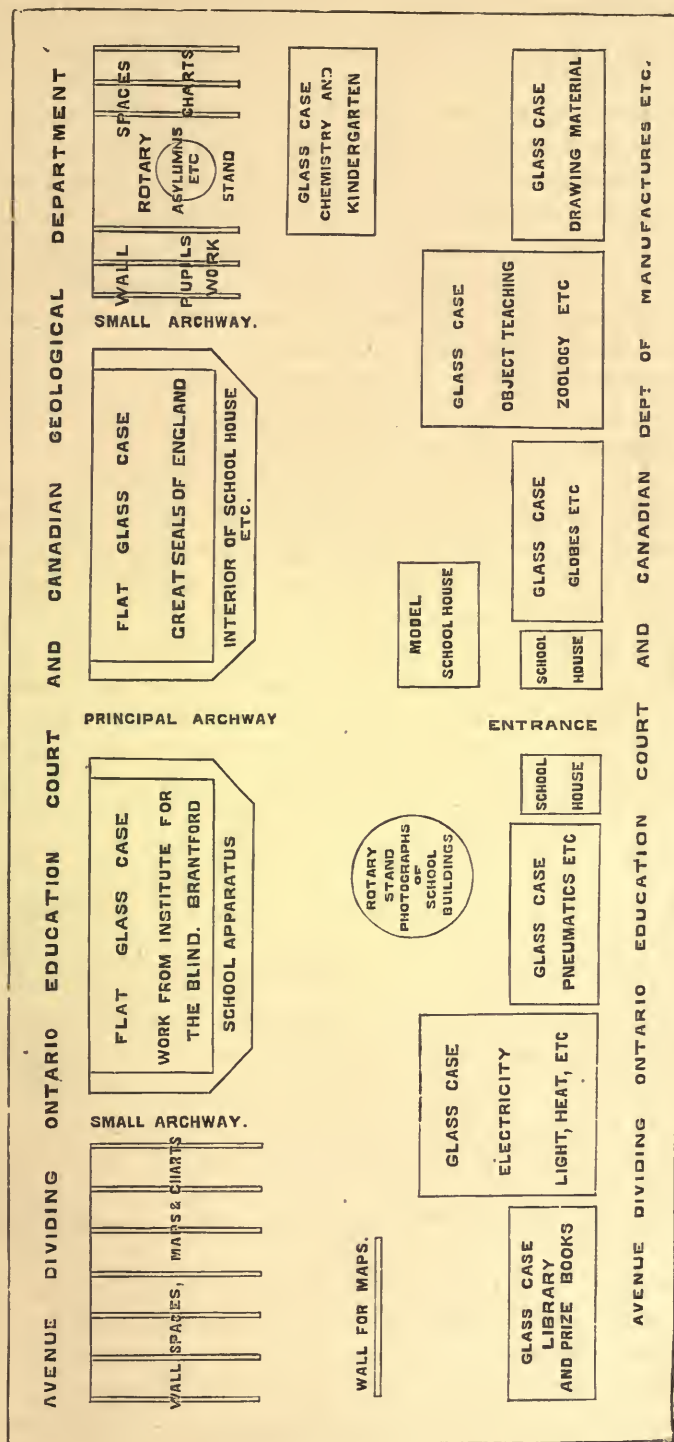 AVENUE DIVIDING ONTARIO EDUCATION COURT AND CANADIAN GEOLOGICAL DEPARTMENT
WALL SPACES, MAPS & CHARTS
SMALL ARCHWAY.
FLAT GLASS CASE
WORK FROM INSTITUTE FOR
THE BLIND. BRANTFORD
SCHOOL APPARATUS
PRINCIPAL ARCHWAY
FLAT GLASS CASE
GREAT SEALS OF ENGLAND
INTERIOR OF SCHOOL HOUSE
ETC.
SMALL ARCHWAY.
WALL SPACES
PUPILS CHARTS
WORK
ROTARY
ASYLUMNS
ETC
STAND
GLASS CASE
CHEMISTRY AND
KINDERGARTEN
WALL FOR MAPS.
ROTARY
STAND
PHOTOGRAPHS
OF
SCHOOL
BUILDINGS
MODEL
SCHOOL HOUSE
GLASS CASE
LIBRARY
AND PRIZE BOOKS
GLASS CASE
ELECTRICITY
LIGHT, HEAT, ETC
GLASS CASE
PNEUMATICS ETC
SCHOOL
HOUSE
ENTRANCE
SCHOOL
HOUSE
GLASS CASE
GLOBES ETC
GLASS CASE
OBJECT TEACHING
ZOOLOGY ETC
GLASS CASE
DRAWING MATERIAL
AVENUE DIVIDING ONTARIO EDUCATION COURT AND CANADIAN DEPT OF MANUFACTURES ETC.